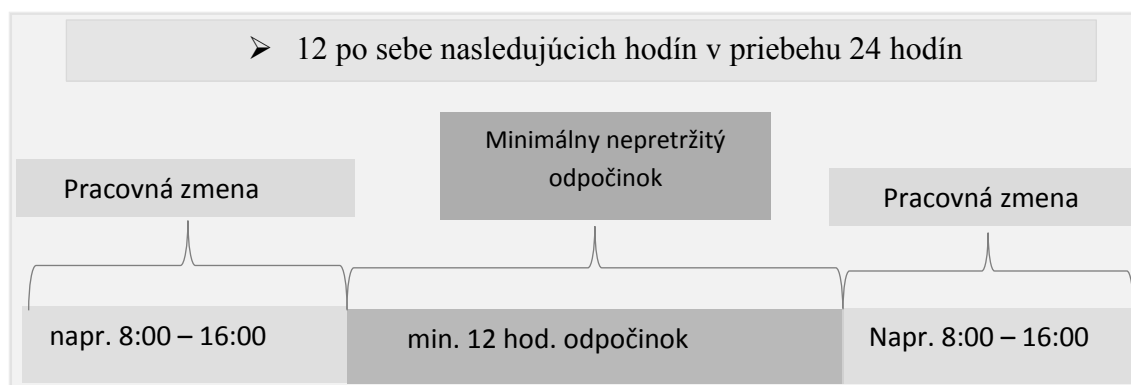 ➤ 12 po sebe nasledujúcich hodín v priebehu 24 hodín
Minimálny nepretržitý
odpočinok
Pracovná zmena
Pracovná zmena
napr. 8:00 – 16:00
min. 12 hod. odpočinok
Napr. 8:00 – 16:00